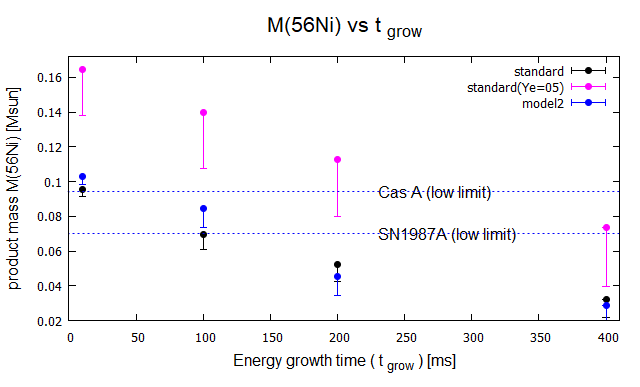 M(56Ni) vs t grow
standard
standard(Ye=05)
model2
0.16
0.14
0.12
0.1
0.08
0.06
0.04
0.02
product mass M(56Ni) [Msun]
Cas A (low limit)
SN1987A (low limit)
0 50 100 150 200 250 300 350 400
Energy growth time ( t grow ) [ms]